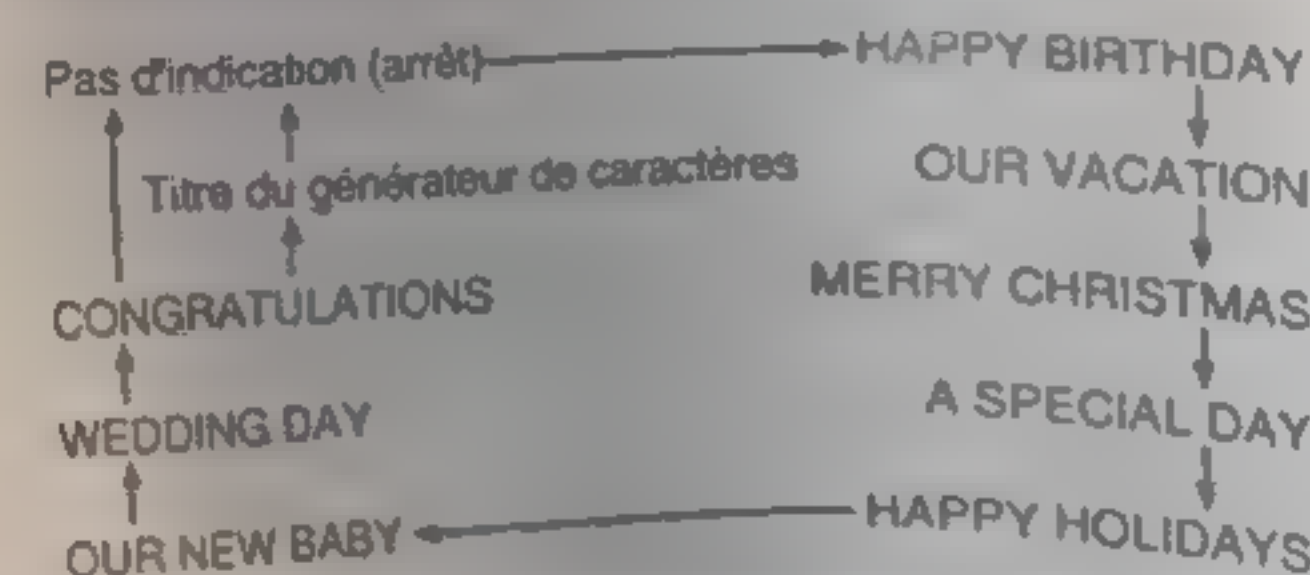 Pas d'indication (arrêt) HAPPY BIRTHDAY
Titre du générateur de caractères OUR VACATION
CONGRATULATIONS MERRY CHRISTMAS
WEDDING DAY A SPECIAL DAY
OUR NEW BABY HAPPY HOLIDAYS